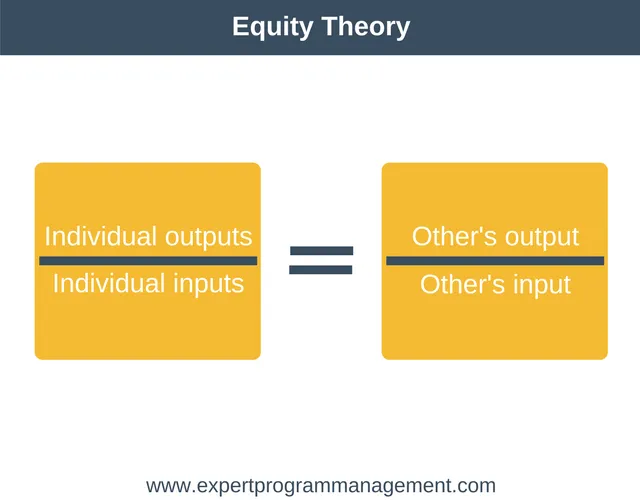 Equity Theory
Individual outputs
Individual inputs
=
Other's output
Other's input
www.expertprogrammanagement.com